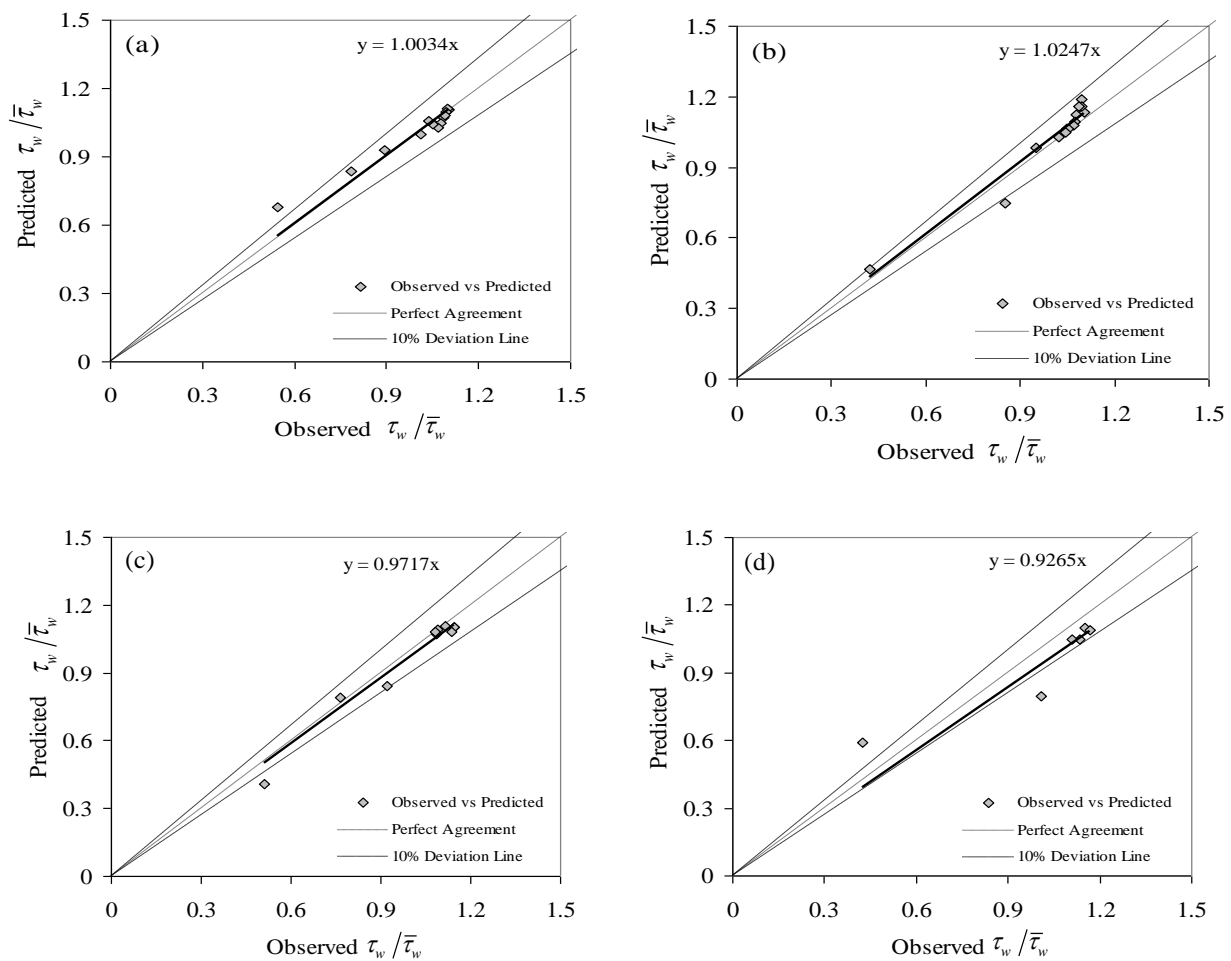 (a)
y = 1.0034x
1.5
1.2
0.9
0.6
0.3
0
Predicted τw/τ̅w
Observed vs Predicted
Perfect Agreement
10% Deviation Line
0 0.3 0.6 0.9 1.2 1.5
Observed τw/τ̅w
(b)
y = 1.0247x
1.5
1.2
0.9
0.6
0.3
0
Predicted τw/τ̅w
Observed vs Predicted
Perfect Agreement
10% Deviation Line
0 0.3 0.6 0.9 1.2 1.5
Observed τw/τ̅w
(c)
y = 0.9717x
1.5
1.2
0.9
0.6
0.3
0
Predicted τw/τ̅w
Observed vs Predicted
Perfect Agreement
10% Deviation Line
0 0.3 0.6 0.9 1.2 1.5
Observed τw/τ̅w
(d)
y = 0.9265x
1.5
1.2
0.9
0.6
0.3
0
Predicted τw/τ̅w
Observed vs Predicted
Perfect Agreement
10% Deviation Line
0 0.3 0.6 0.9 1.2 1.5
Observed τw/τ̅w